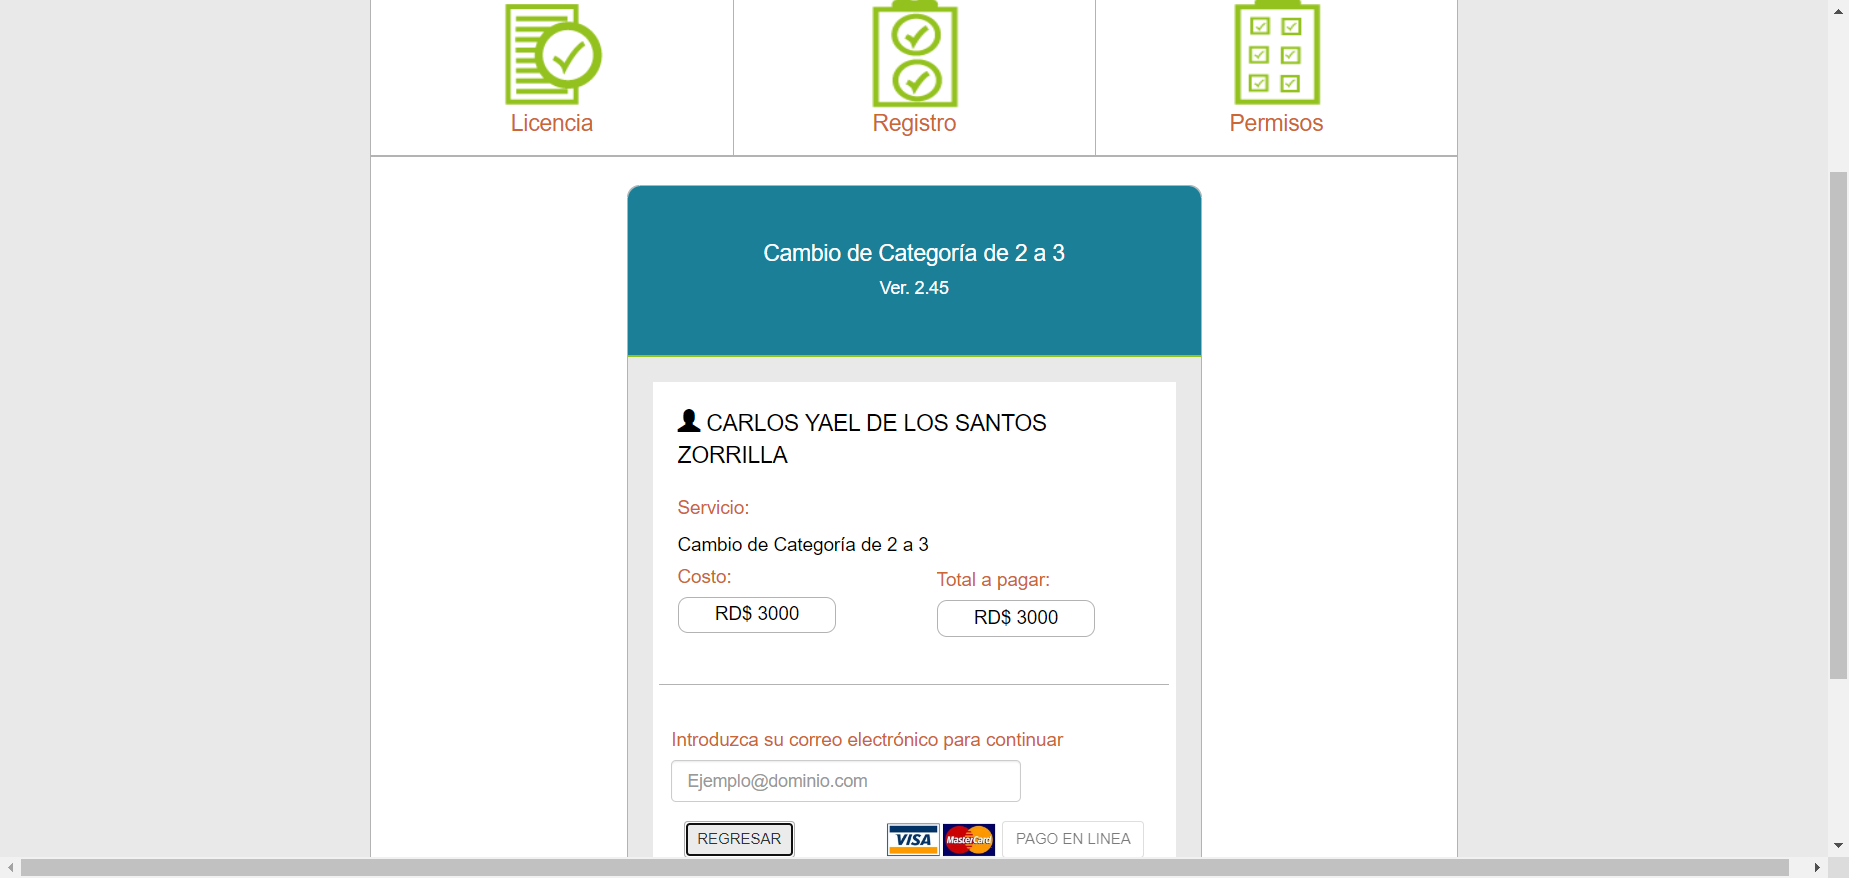 Licencia
Registro
Permisos
Cambio de Categoría de 2 a 3
Ver. 2.45
CARLOS YAEL DE LOS SANTOS
ZORRILLA
Servicio:
Cambio de Categoría de 2 a 3
Costo:
Total a pagar:
RD$ 3000
RD$ 3000
Introduzca su correo electrónico para continuar
Ejemplo@dominio.com
REGRESAR
VISA
MasterCard
PAGO EN LINEA